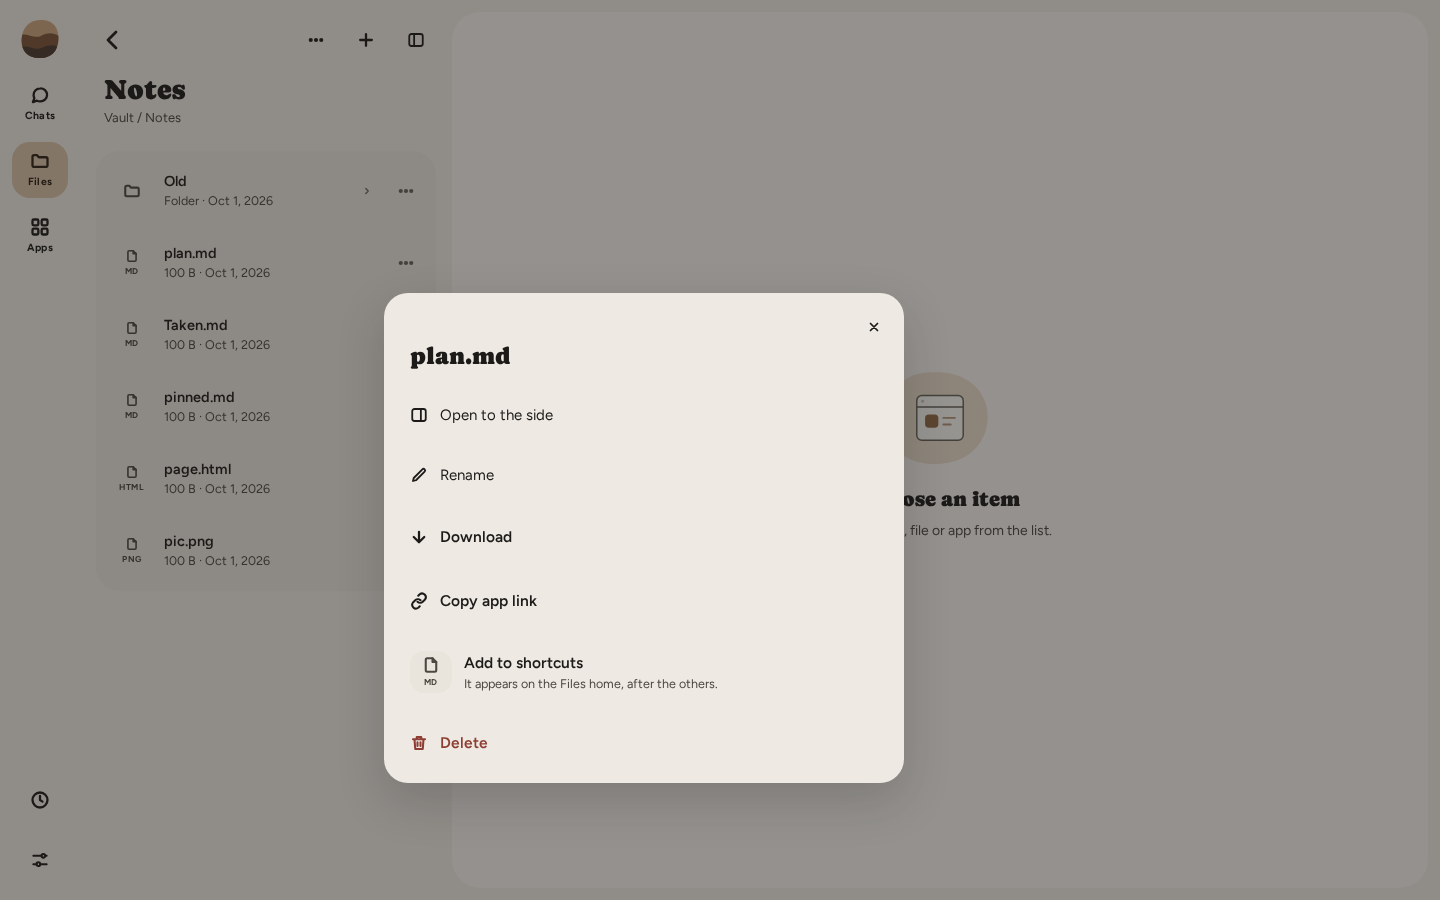 Notes
Vault / Notes
Chats
Files
Apps
Old
Folder · Oct 1, 2026
plan.md
MD
100 B · Oct 1, 2026
Taken.md
MD
100 B · Oct 1, 2026
pinned.md
MD
100 B · Oct 1, 2026
page.html
HTML
100 B · Oct 1, 2026
pic.png
PNG
100 B · Oct 1, 2026
plan.md
Open to the side
Rename
Download
Copy app link
Add to shortcuts
MD
It appears on the Files home, after the others.
Delete
ose an item
, file or app from the list.